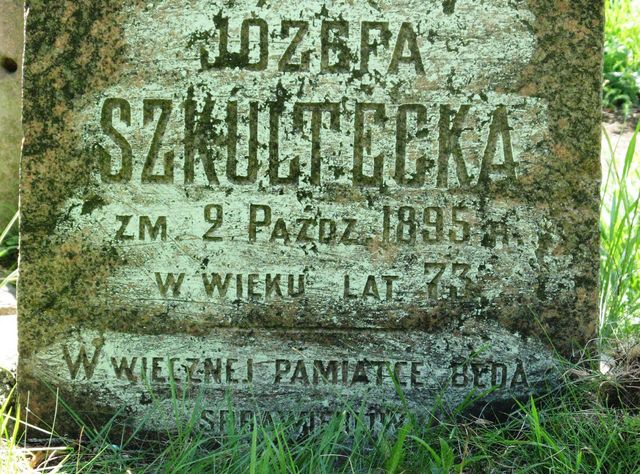 JÓZEFA
SZKULTECKA
ZM 2 PAŹDZ 1895 R.
W WIEKU LAT 73
W WIECZNEJ PAMIĄTCE BĘDĄ